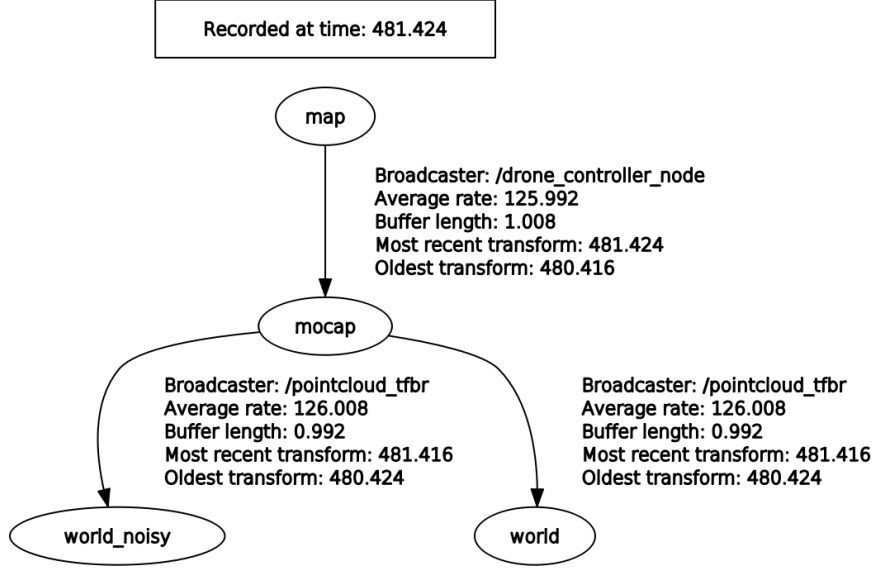 Recorded at time: 481.424
map
Broadcaster: /drone_controller_node
Average rate: 125.992
Buffer length: 1.008
Most recent transform: 481.424
Oldest transform: 480.416
mocap
Broadcaster: /pointcloud_tfbr
Average rate: 126.008
Buffer length: 0.992
Most recent transform: 481.416
Oldest transform: 480.424
Broadcaster: /pointcloud_tfbr
Average rate: 126.008
Buffer length: 0.992
Most recent transform: 481.416
Oldest transform: 480.424
world_noisy
world